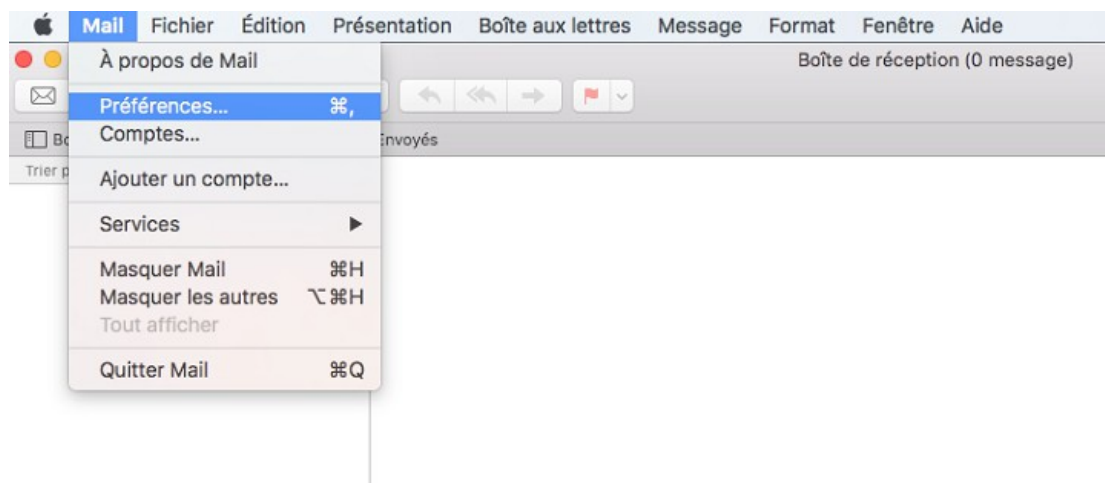 Mail Fichier Édition Présentation Boîte aux lettres Message Format Fenêtre Aide
Boîte de réception (0 message)
À propos de Mail
Préférences... ⌘,
Comptes...
Ajouter un compte...
Services ▶
Masquer Mail ⌘H
Masquer les autres ⌥⌘H
Tout afficher
Quitter Mail ⌘Q
Trier